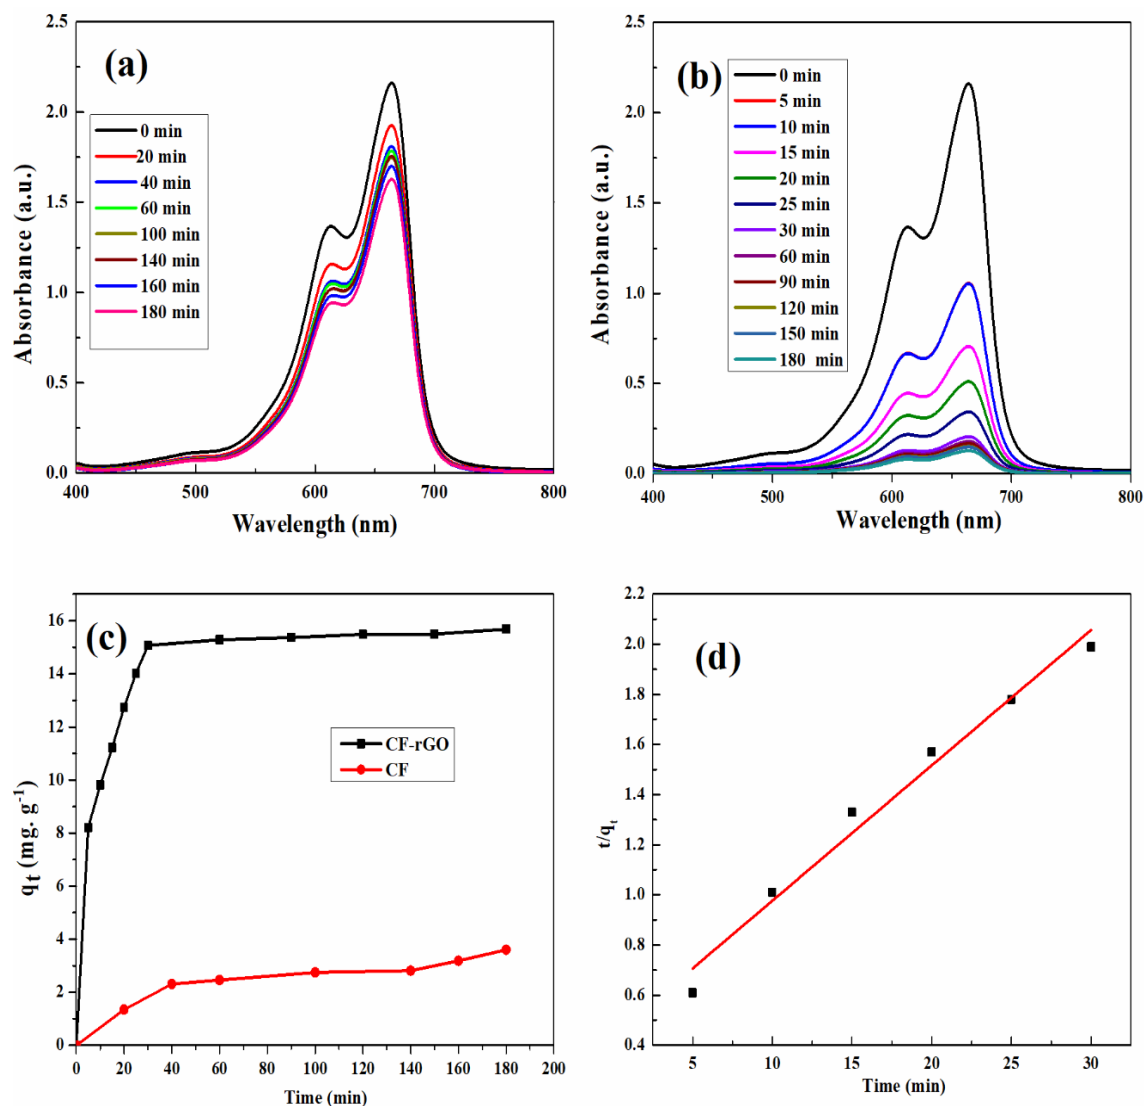 (a)
2.5
2.0
1.5
1.0
0.5
0.0
Absorbance (a.u.)
0 min
20 min
40 min
60 min
100 min
140 min
160 min
180 min
400 500 600 700 800
Wavelength (nm)
(b)
2.5
2.0
1.5
1.0
0.5
0.0
Absorbance (a.u.)
0 min
5 min
10 min
15 min
20 min
25 min
30 min
60 min
90 min
120 min
150 min
180 min
400 500 600 700 800
Wavelength (nm)
(c)
16
14
12
10
8
6
4
2
0
qt (mg. g-1)
CF-rGO
CF
0 20 40 60 80 100 120 140 160 180 200
Time (min)
(d)
2.2
2.0
1.8
1.6
1.4
1.2
1.0
0.8
0.6
0.4
t/qt
5 10 15 20 25 30
Time (min)